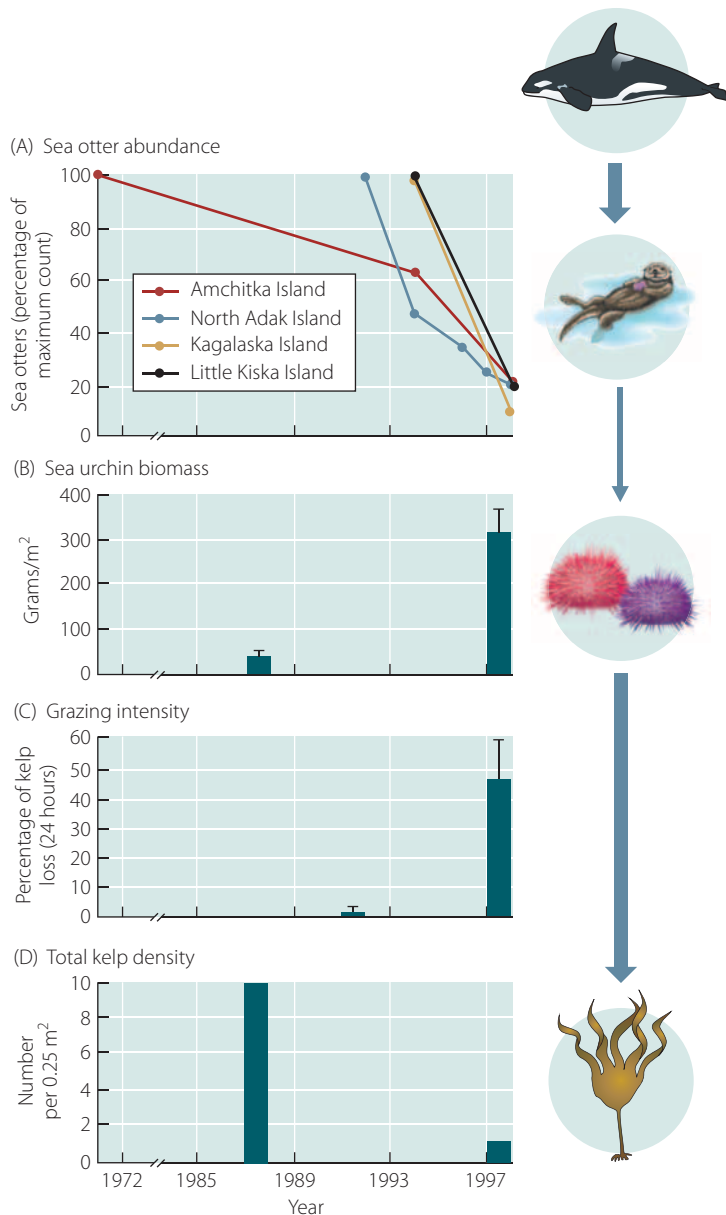 (A) Sea otter abundance
Sea otters (percentage of
maximum count)
100
80
60
40
20
0
Amchitka Island
North Adak Island
Kagalaska Island
Little Kiska Island
(B) Sea urchin biomass
Grams/m²
400
300
200
100
0
(C) Grazing intensity
Percentage of kelp
loss (24 hours)
60
50
40
30
20
10
0
(D) Total kelp density
Number
per 0.25 m²
10
8
6
4
2
0
1972 1985 1989 1993 1997
Year